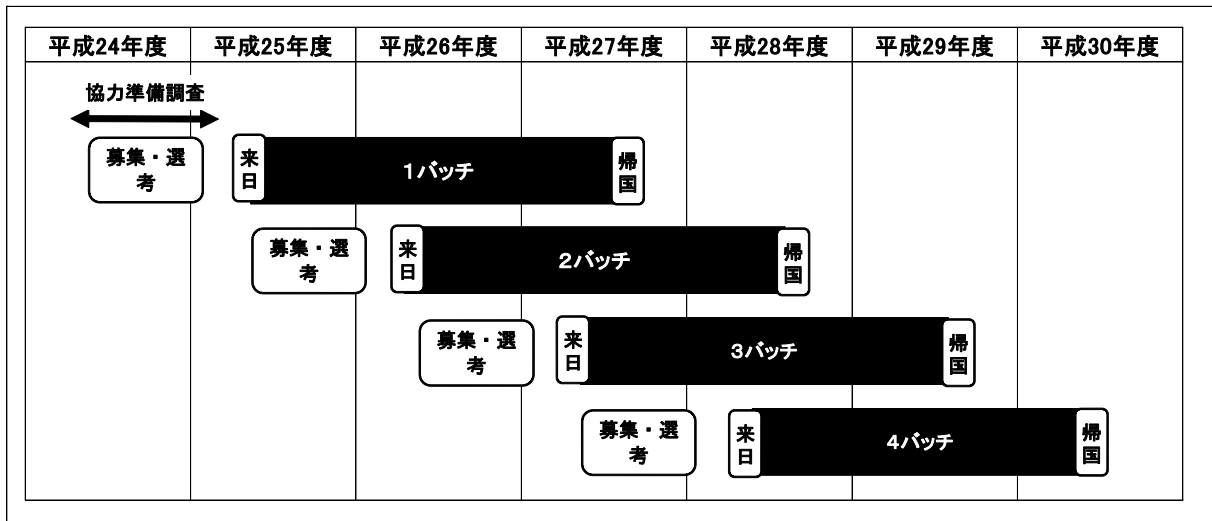 平成24年度 平成25年度 平成26年度 平成27年度 平成28年度 平成29年度 平成30年度
協力準備調査
募集・選
考
来
日
1バッチ
帰
国
募集・選
考
来
日
2バッチ
帰
国
募集・選
考
来
日
3バッチ
帰
国
募集・選
考
来
日
4バッチ
帰
国